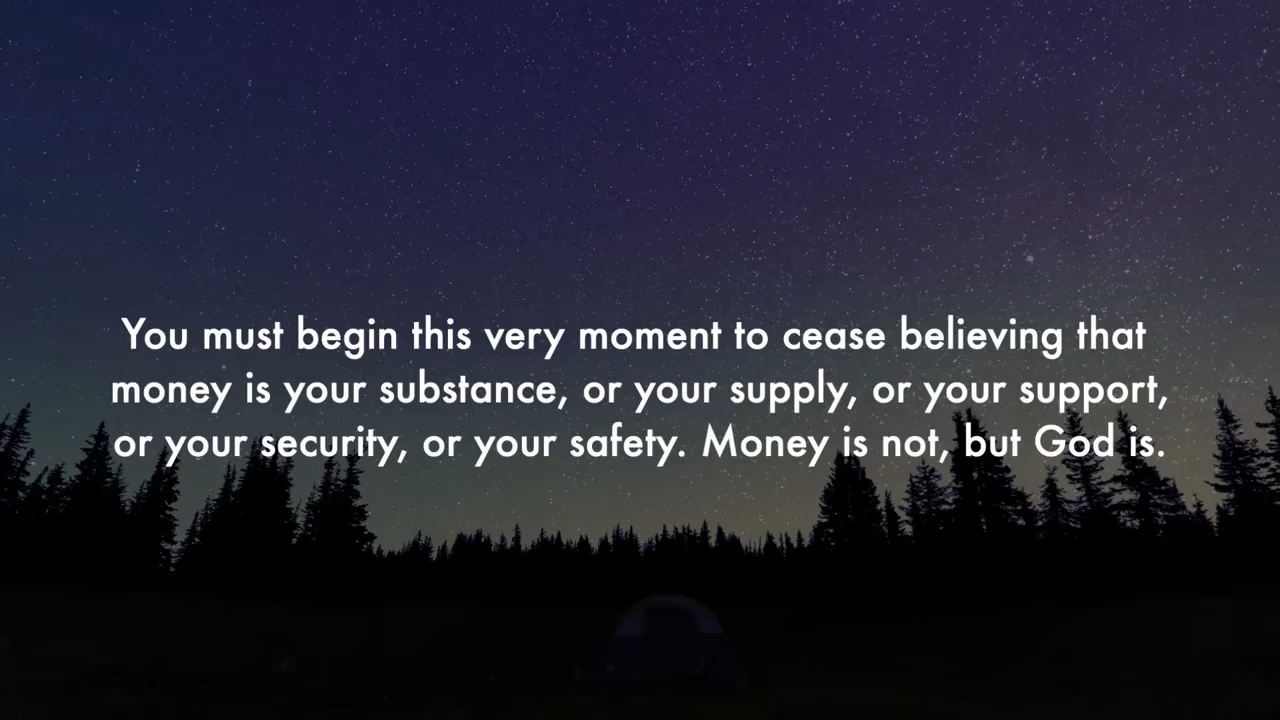 You must begin this very moment to cease believing that
money is your substance, or your supply, or your support,
or your security, or your safety. Money is not, but God is.